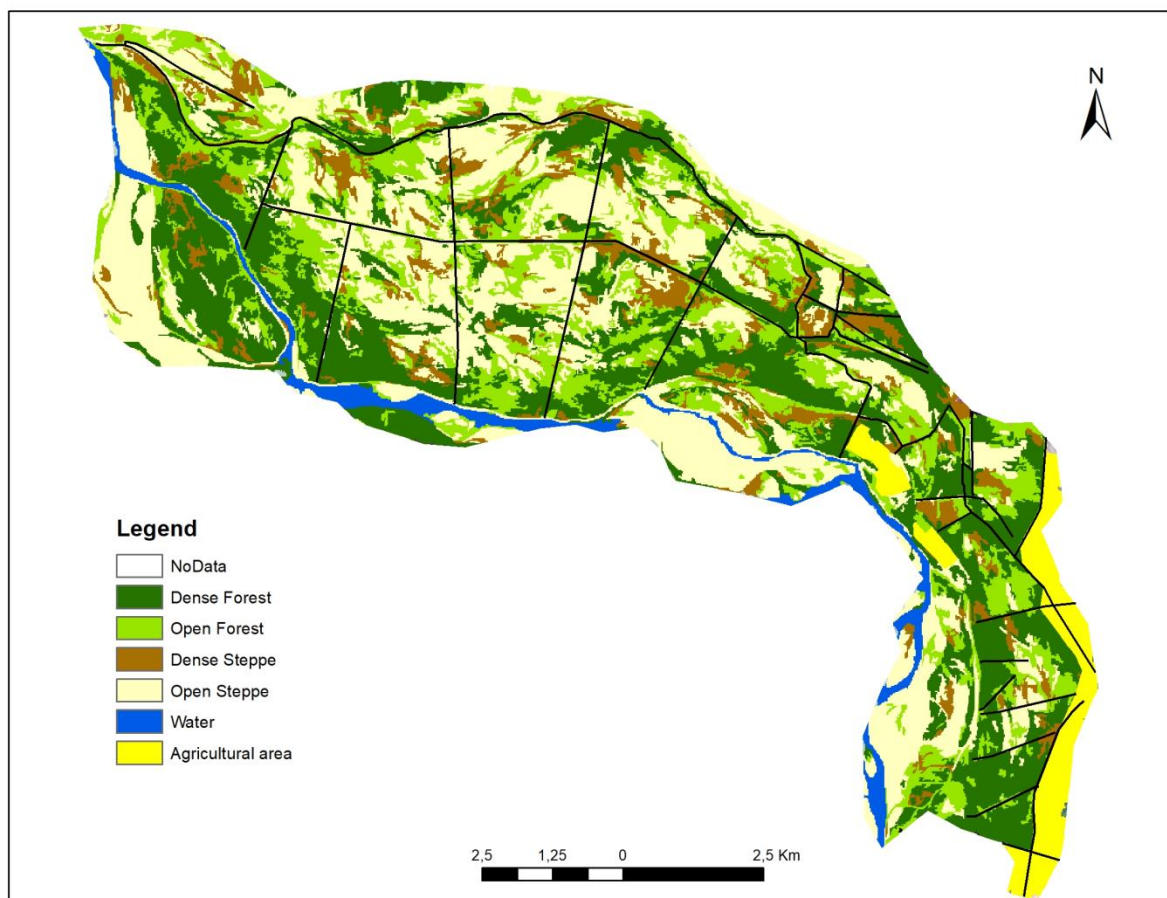 N
Legend
NoData
Dense Forest
Open Forest
Dense Steppe
Open Steppe
Water
Agricultural area
2,5 1,25 0 2,5 Km